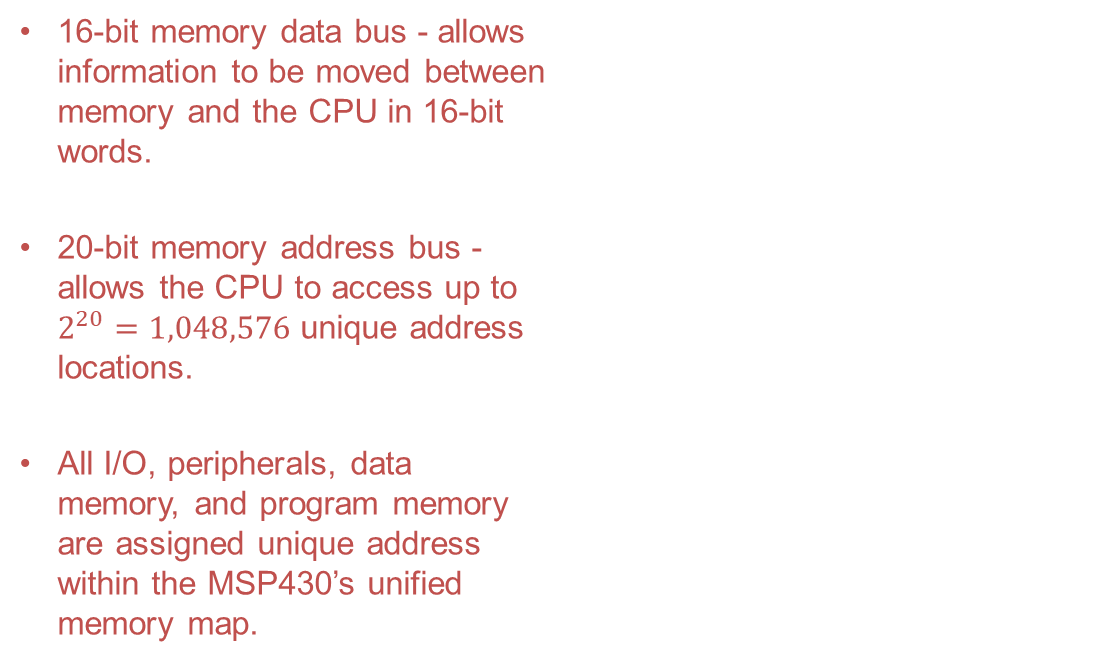 • 16-bit memory data bus - allows
information to be moved between
memory and the CPU in 16-bit
words.
• 20-bit memory address bus -
allows the CPU to access up to
2²⁰ = 1,048,576 unique address
locations.
• All I/O, peripherals, data
memory, and program memory
are assigned unique address
within the MSP430’s unified
memory map.